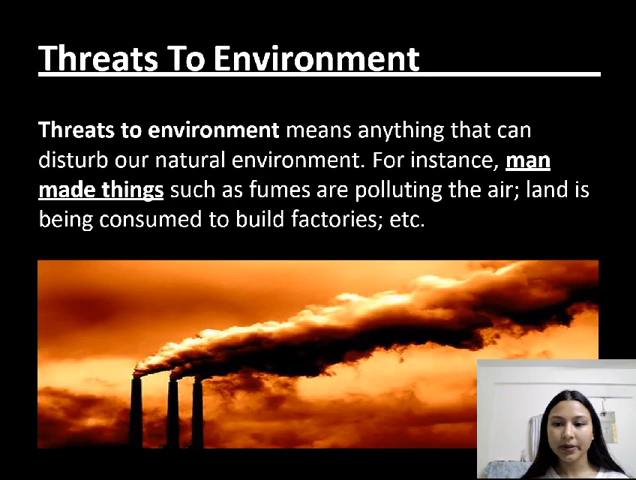 Threats To Environment
Threats to environment means anything that can
disturb our natural environment. For instance, man
made things such as fumes are polluting the air; land is
being consumed to build factories; etc.